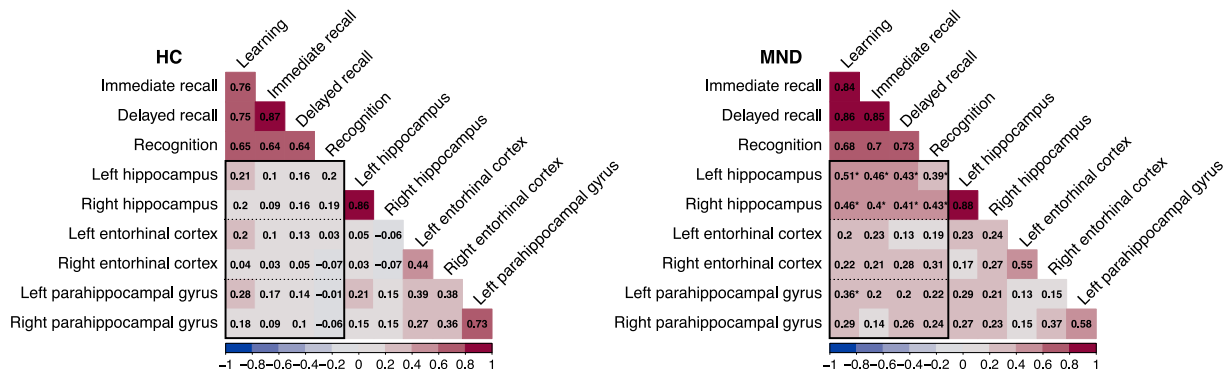 HC
Learning
Immediate recall
Delayed recall
Recognition
Left hippocampus
Right hippocampus
Left entorhinal cortex
Right entorhinal cortex
Left parahippocampal gyrus
Immediate recall 0.76
Delayed recall 0.75 0.87
Recognition 0.65 0.64 0.64
Left hippocampus 0.21 0.1 0.16 0.2
Right hippocampus 0.2 0.09 0.16 0.19 0.88
Left entorhinal cortex 0.2 0.1 0.13 0.03 0.05 −0.06
Right entorhinal cortex 0.04 0.03 0.05 −0.07 0.03 −0.07 0.44
Left parahippocampal gyrus 0.28 0.17 0.14 −0.01 0.21 0.15 0.39 0.38
Right parahippocampal gyrus 0.18 0.09 0.1 −0.06 0.15 0.15 0.27 0.36 0.73
−1 −0.8 −0.6 −0.4 −0.2 0 0.2 0.4 0.6 0.8 1
MND
Learning
Immediate recall
Delayed recall
Recognition
Left hippocampus
Right hippocampus
Left entorhinal cortex
Right entorhinal cortex
Left parahippocampal gyrus
Immediate recall 0.84
Delayed recall 0.86 0.85
Recognition 0.68 0.7 0.73
Left hippocampus 0.51* 0.46* 0.43* 0.39*
Right hippocampus 0.46* 0.4* 0.41* 0.43* 0.88
Left entorhinal cortex 0.2 0.23 0.13 0.19 0.23 0.24
Right entorhinal cortex 0.22 0.21 0.28 0.31 0.17 0.27 0.55
Left parahippocampal gyrus 0.36* 0.2 0.2 0.22 0.29 0.21 0.13 0.15
Right parahippocampal gyrus 0.29 0.14 0.26 0.24 0.27 0.23 0.15 0.37 0.58
−1 −0.8 −0.6 −0.4 −0.2 0 0.2 0.4 0.6 0.8 1